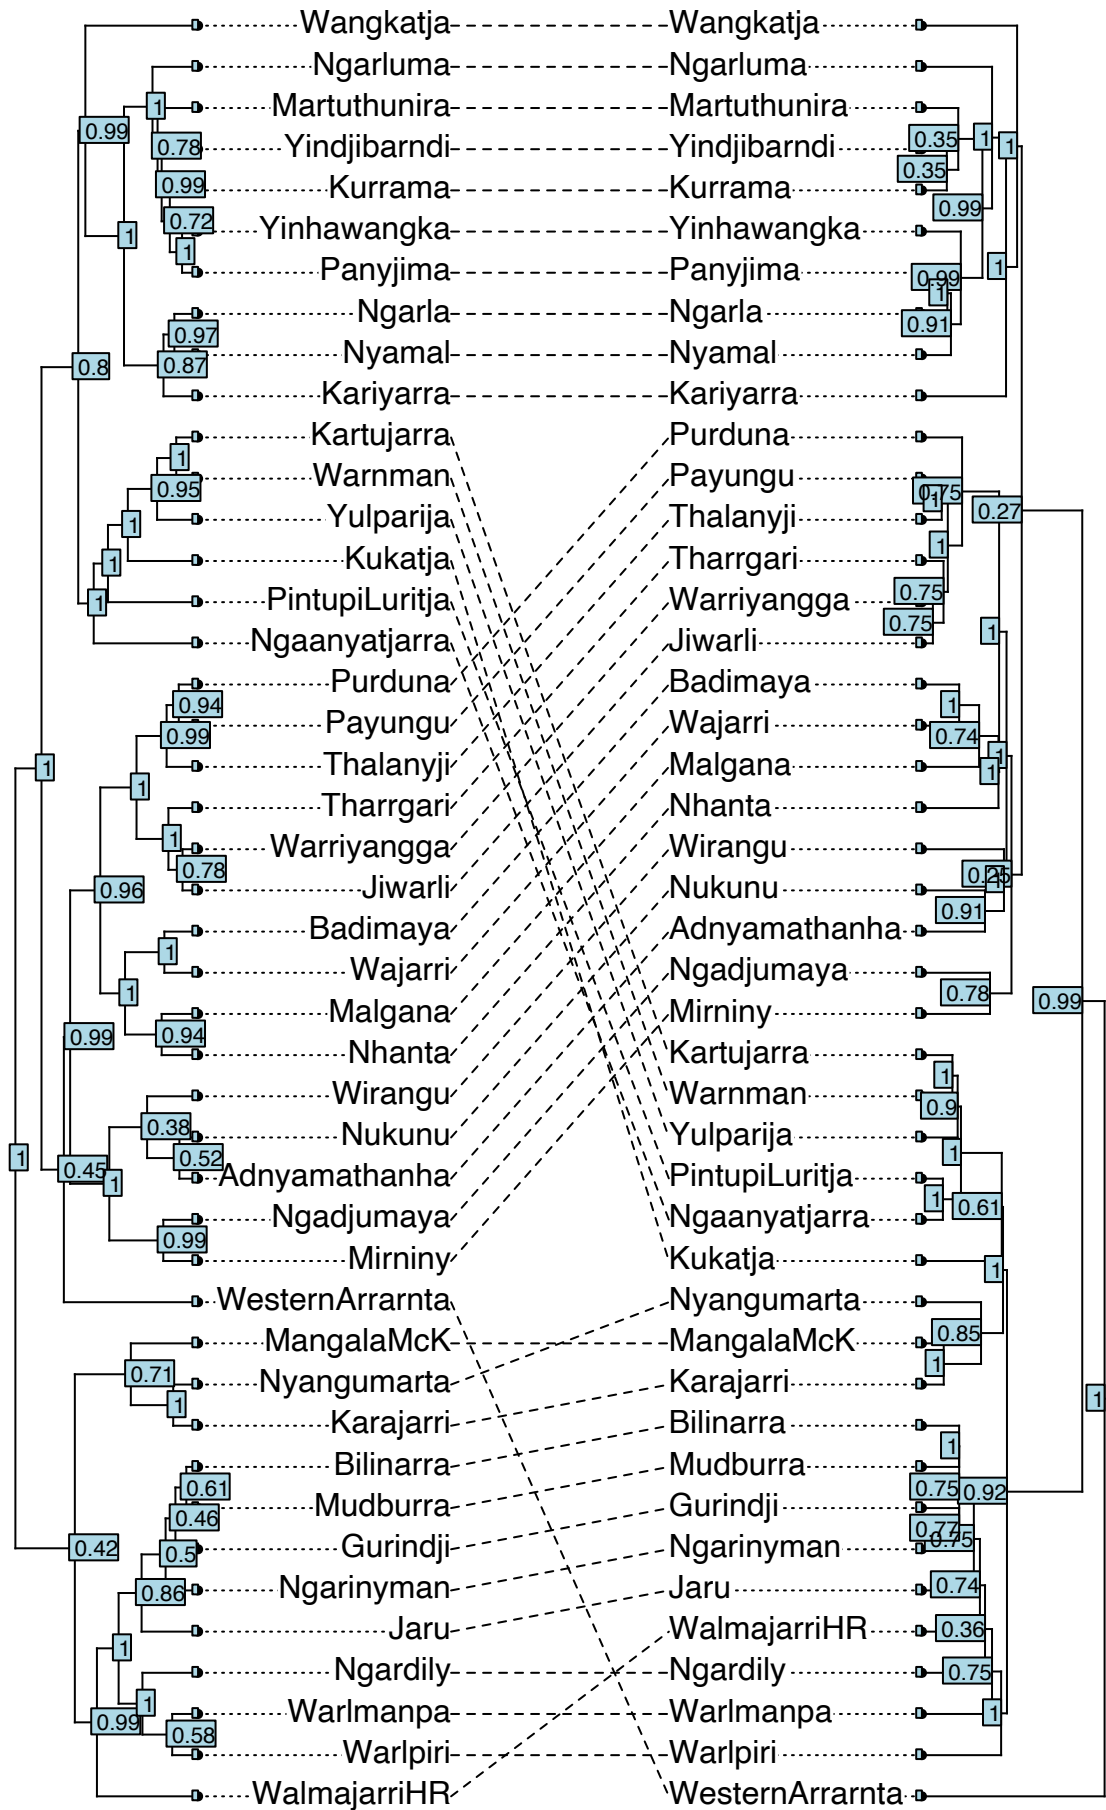 Wangkatja Wangkatja
Ngarluma Ngarluma
1 Martuthunira Martuthunira
0.99 0.78 Yindjibarndi Yindjibarndi 0.35 1 1
0.99 Kurrama Kurrama 0.35
0.72 Yinhawangka Yinhawangka 0.99
1 1 Panyjima Panyjima 0.99 1
Ngarla Ngarla 1
0.97 Nyamal Nyamal 0.91
0.8 0.87 Kariyarra Kariyarra
Kartujarra Purduna
1 Warnman Payungu
0.95 Yulparija Thalanyji 1 0.75 0.27
1 Kukatja Tharrgari 1
1 PintupiLuritja Warriyangga 0.75
1 Ngaanyatjarra Jiwarli 0.75 1
Purduna Badimaya
0.94 Payungu Wajarri 1
0.99 Thalanyji Malgana 0.74 1
1 1 Tharrgari Nhanta 1
1 Warriyangga Wirangu
0.78 Jiwarli Nukunu 0.25 1
0.96 Badimaya Adnyamathanha 0.91
1 Wajarri Ngadjumaya
1 Malgana Mirniny 0.78 0.99
0.99 0.94 Nhanta Kartujarra
Wirangu Warnman 1
0.38 Nukunu Yulparija 0.9
1 0.45 0.52 Adnyamathanha PintupiLuritja 1
1 Ngadjumaya Ngaanyatjarra 1 0.61
0.99 Mirniny Kukatja 1
WesternArrarnta Nyangumarta
MangalaMcK MangalaMcK 0.85
0.71 Nyangumarta Karajarri 1
1 Karajarri Bilinarra 1
Bilinarra Mudburra 1
0.61 Mudburra Gurindji 0.75 0.92
0.46 Gurindji Ngarinyman 0.77 0.75
0.42 0.5 Ngarinyman Jaru 0.74
0.86 Jaru WalmajarriHR 0.36
1 Ngardily Ngardily 0.75
1 Warlmanpa Warlmanpa 1
0.99 0.58 Warlpiri Warlpiri
WalmajarriHR WesternArrarnta